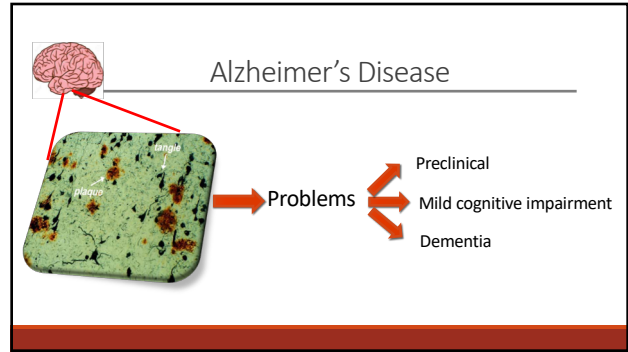 Alzheimer’s Disease
tangle
plaque
Problems
Preclinical
Mild cognitive impairment
Dementia